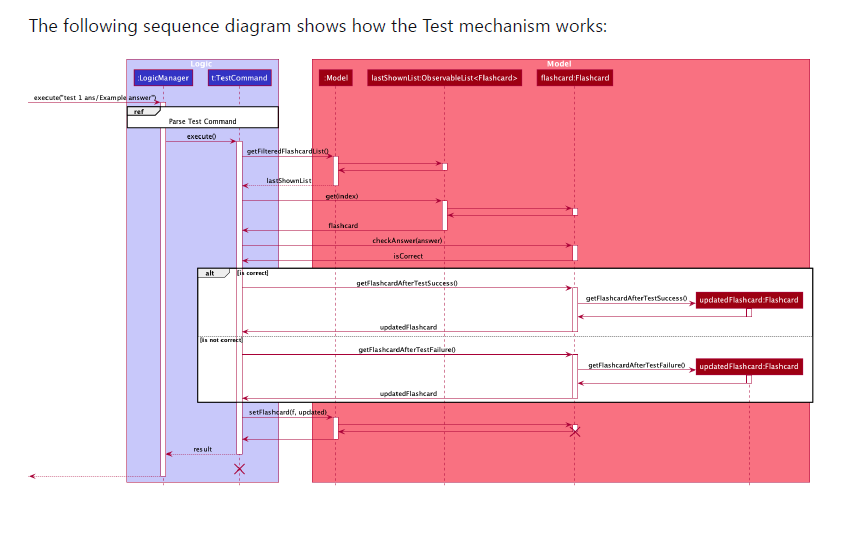 The following sequence diagram shows how the Test mechanism works:
Logic
Model
:LogicManager
t:TestCommand
:Model
lastShownList:ObservableList<Flashcard>
flashcard:Flashcard
execute("test 1 ans/Example answer")
ref
Parse Test Command
execute()
getFilteredFlashcardList()
lastShownList
get(index)
flashcard
checkAnswer(answer)
isCorrect
alt
[is correct]
getFlashcardAfterTestSuccess()
getFlashcardAfterTestSuccess()
updatedFlashcard:Flashcard
updatedFlashcard
[is not correct]
getFlashcardAfterTestFailure()
getFlashcardAfterTestFailure()
updatedFlashcard:Flashcard
updatedFlashcard
setFlashcard(f, updated)
result